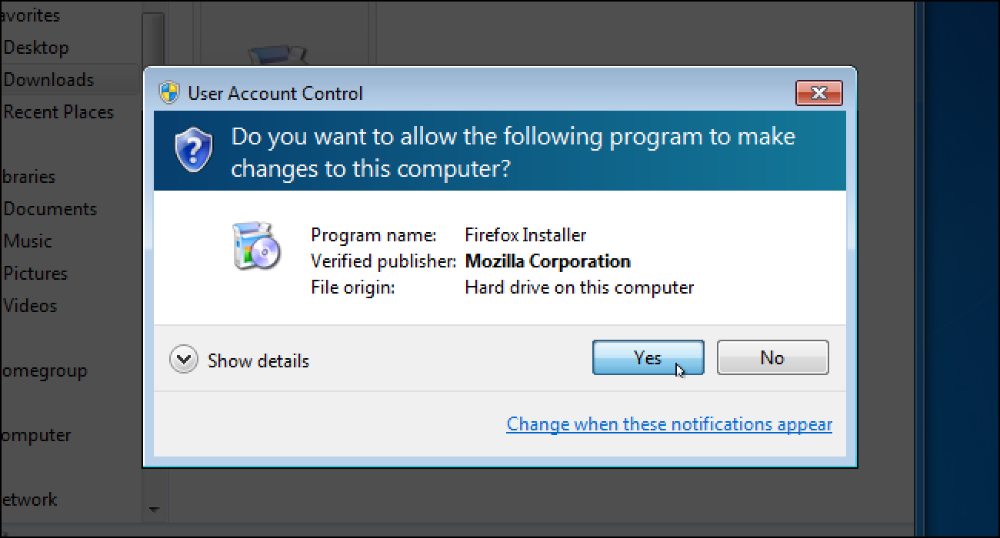 avorites
Desktop
Downloads
Recent Places
braries
Documents
Music
Pictures
Videos
omegroup
omputer
etwork
User Account Control
Do you want to allow the following program to make
changes to this computer?
Program name: Firefox Installer
Verified publisher: Mozilla Corporation
File origin: Hard drive on this computer
Show details
Yes
No
Change when these notifications appear